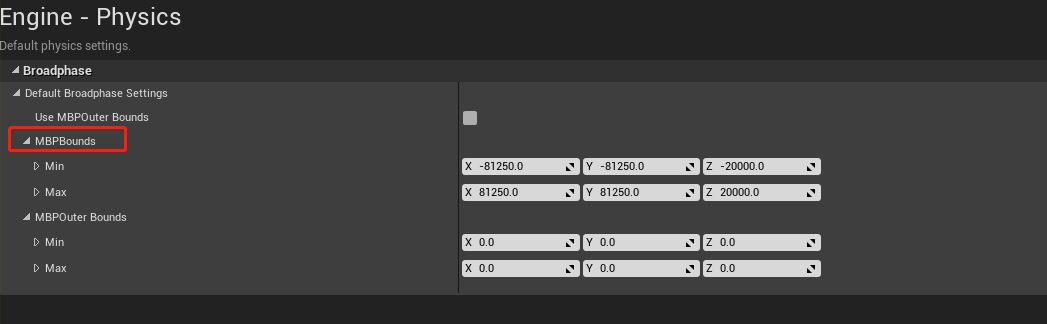 Engine - Physics
Default physics settings.
Broadphase
Default Broadphase Settings
Use MBPOuter Bounds
MBPBounds
Min X -81250.0 Y -81250.0 Z -20000.0
Max X 81250.0 Y 81250.0 Z 20000.0
MBPOuter Bounds
Min X 0.0 Y 0.0 Z 0.0
Max X 0.0 Y 0.0 Z 0.0